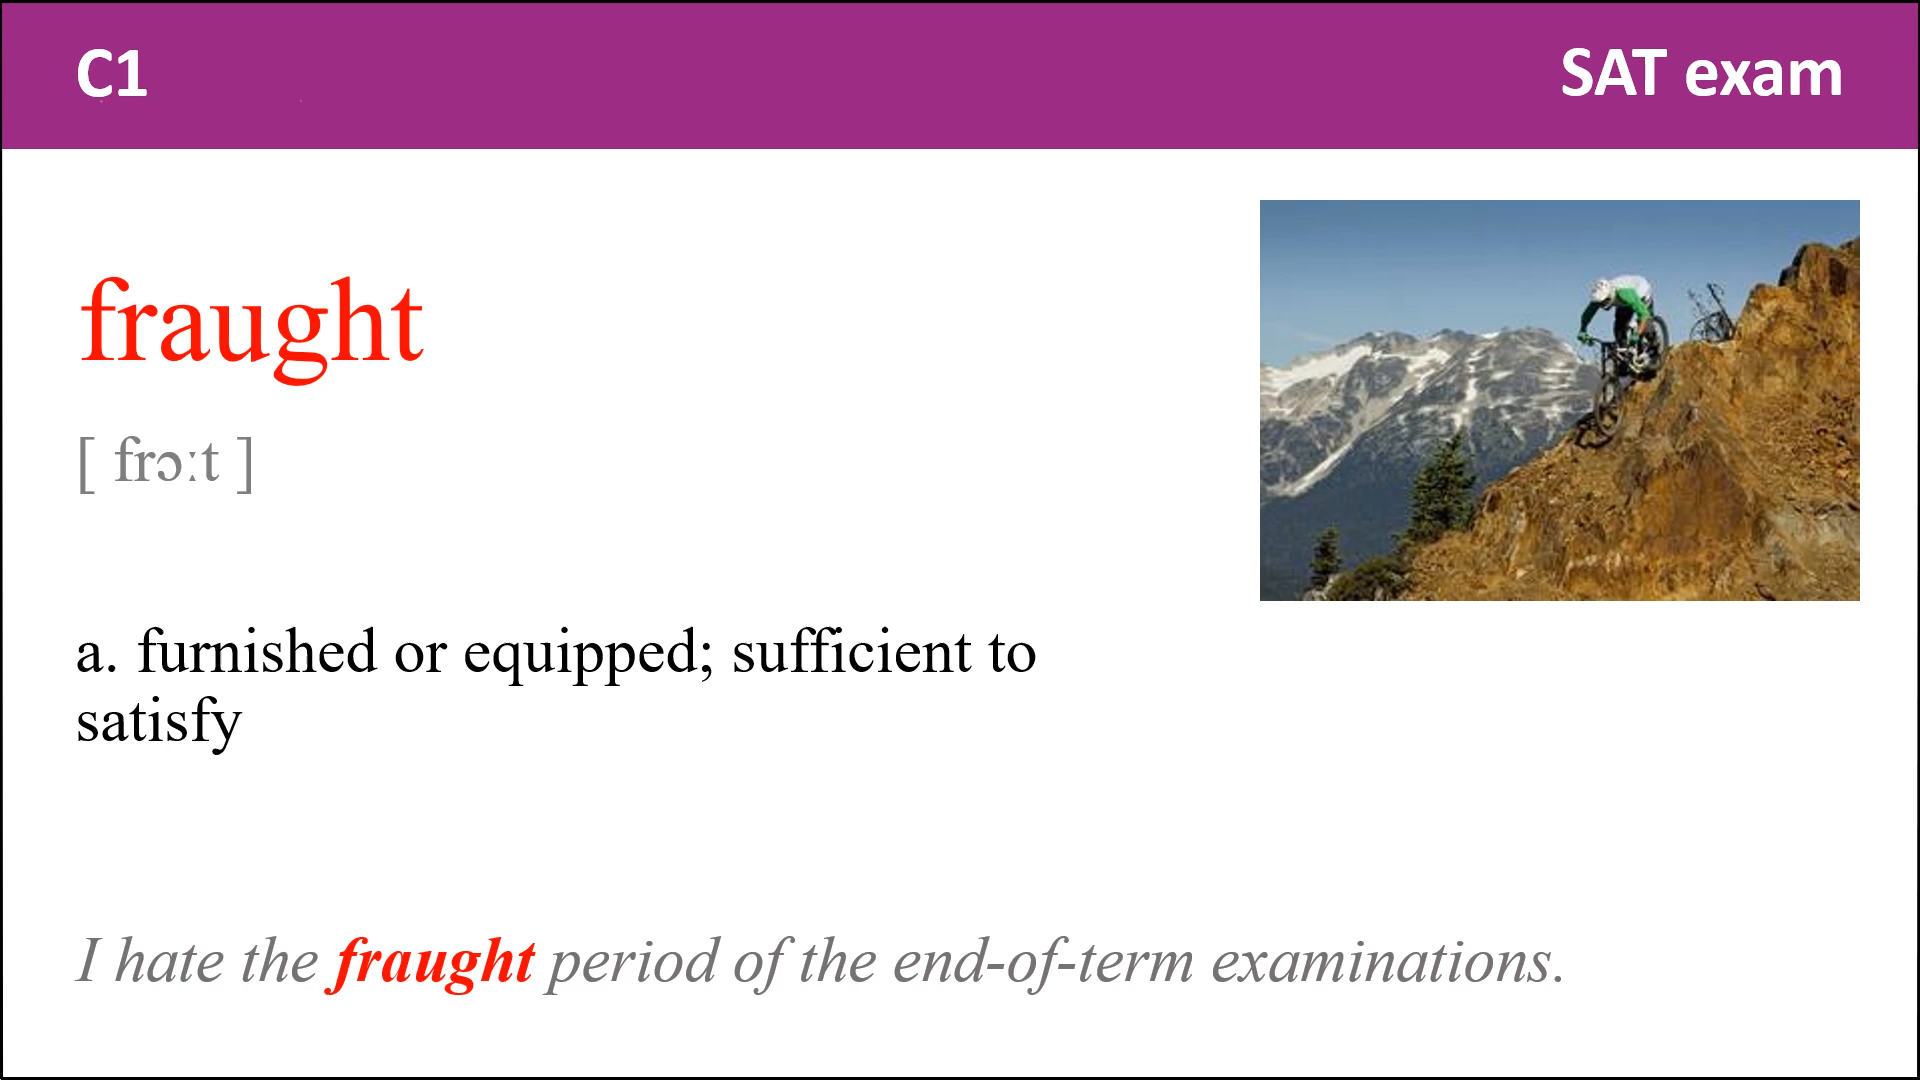 C1
SAT exam
fraught
[ frɔːt ]
a. furnished or equipped; sufficient to
satisfy
I hate the fraught period of the end-of-term examinations.